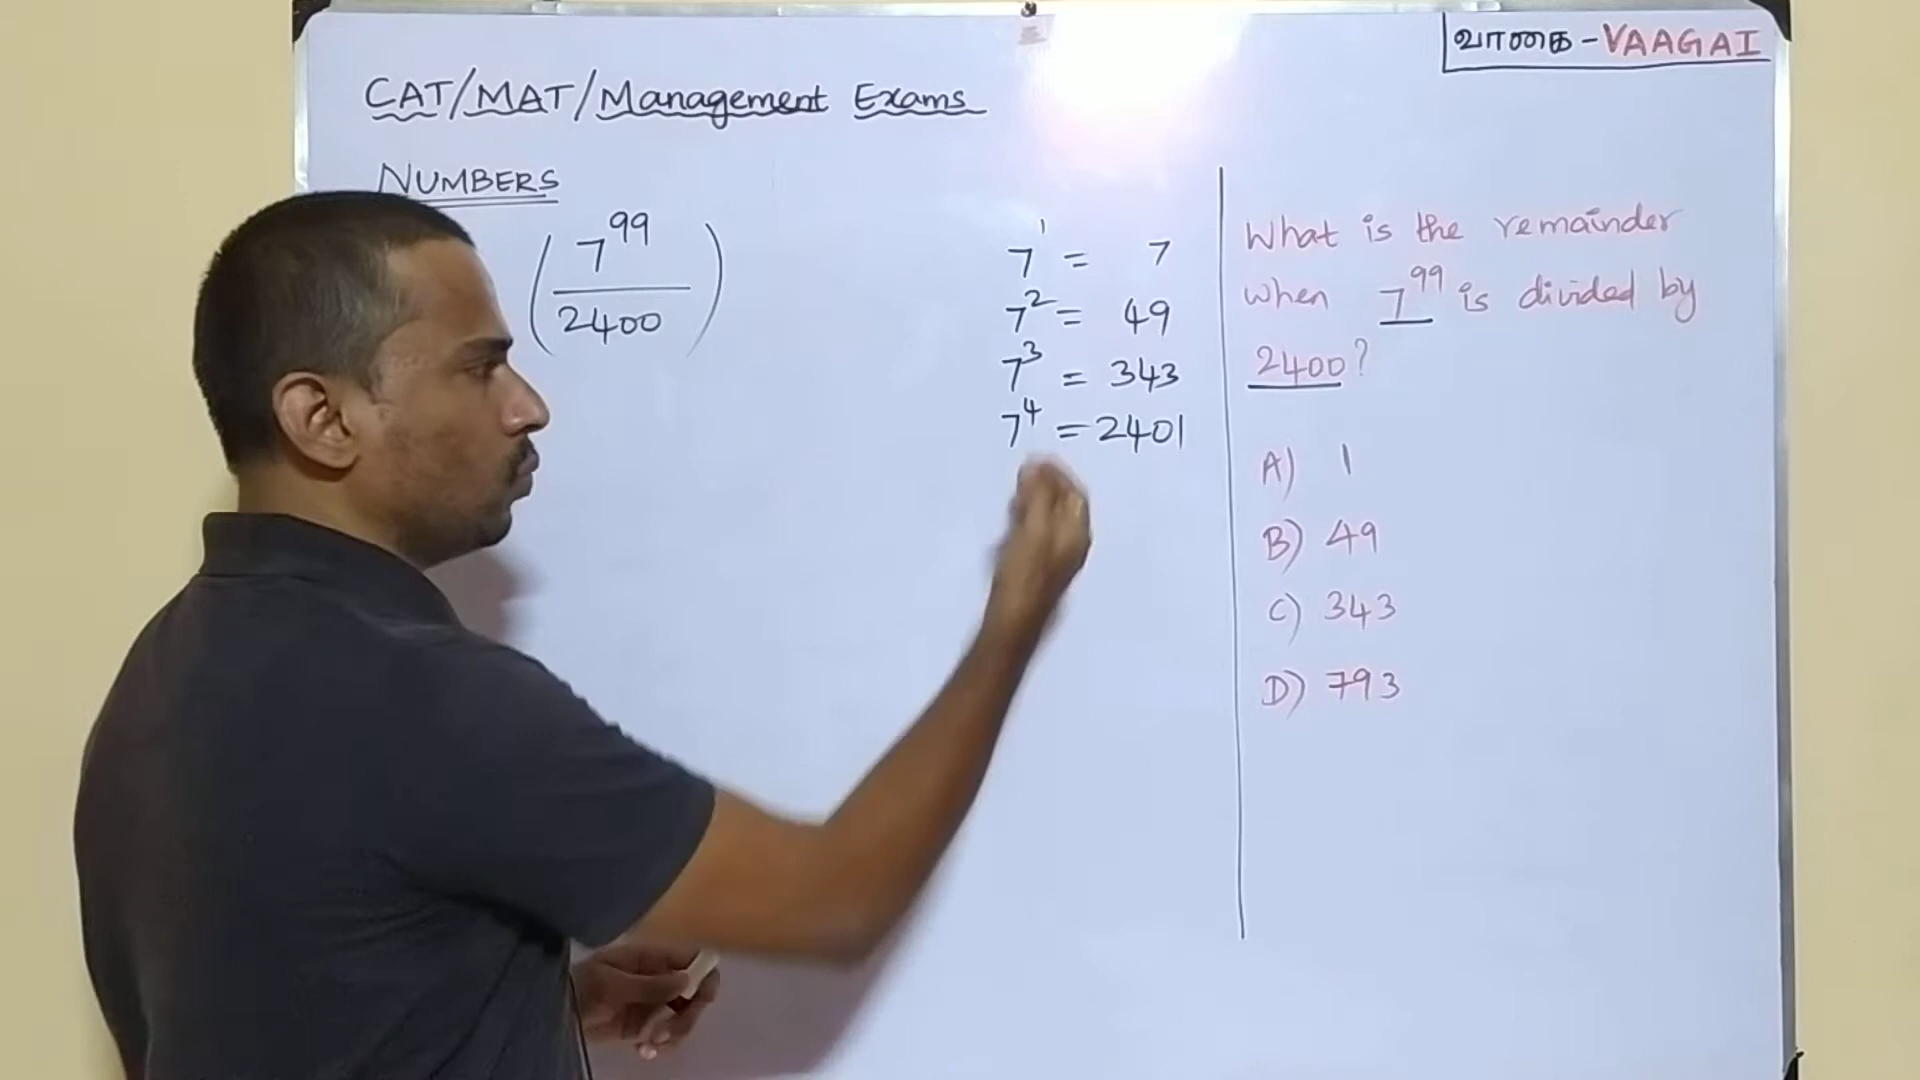 வாகை - VAAGAI
CAT/MAT/Management Exams
NUMBERS
7^99
2400
7^1 = 7
7^2 = 49
7^3 = 343
7^4 = 2401
What is the remainder
when 7^99 is divided by
2400?
A) 1
B) 49
C) 343
D) 793